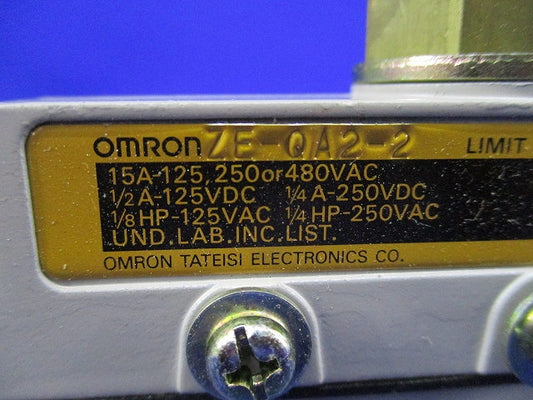 OMRON ZE-QA2-2 LIMIT
15A-125, 250 or 480VAC
1/2 A-125VDC 1/4 A-250VDC
1/8 HP-125VAC 1/4 HP-250VAC
UND. LAB. INC. LIST.
OMRON TATEISI ELECTRONICS CO.